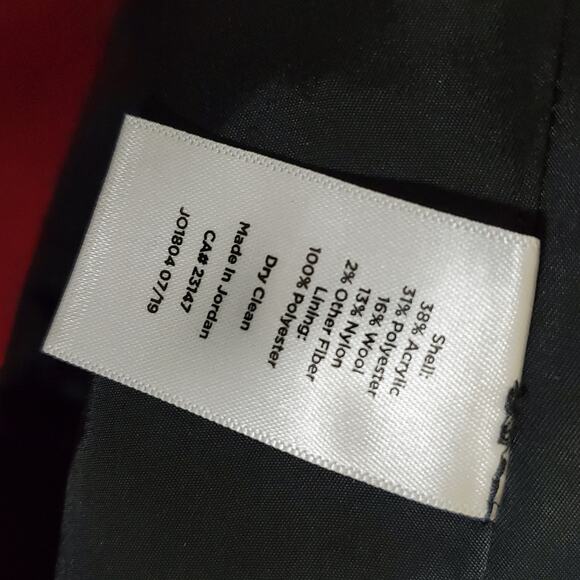 Shell:
38% Acrylic
31% Polyester
16% Wool
13% Nylon
2% Other Fiber
Lining:
100% Polyester
Dry Clean
Made In Jordan
CA# 23147
JO1804 07/19